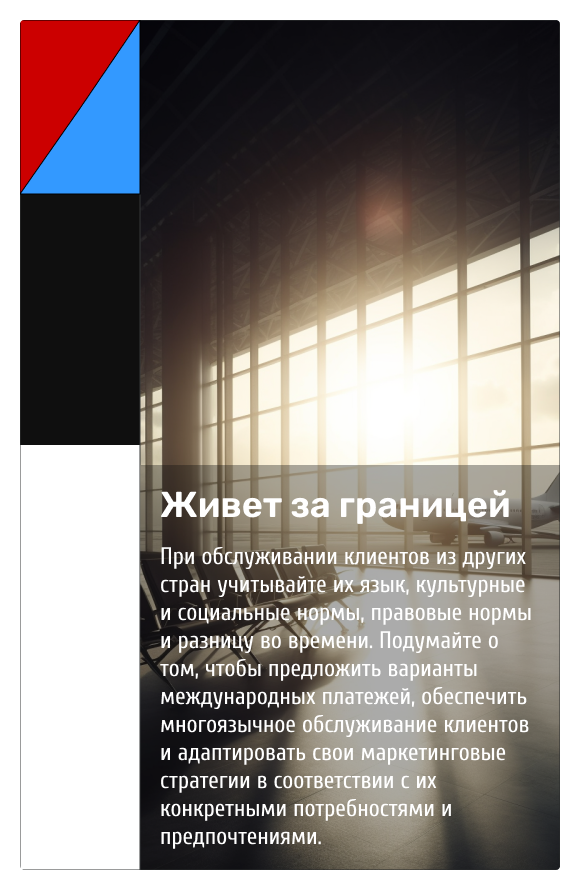 Живет за границей
При обслуживании клиентов из других
стран учитывайте их язык, культурные
и социальные нормы, правовые нормы
и разницу во времени. Подумайте о
том, чтобы предложить варианты
международных платежей, обеспечить
многоязычное обслуживание клиентов
и адаптировать свои маркетинговые
стратегии в соответствии с их
конкретными потребностями и
предпочтениями.